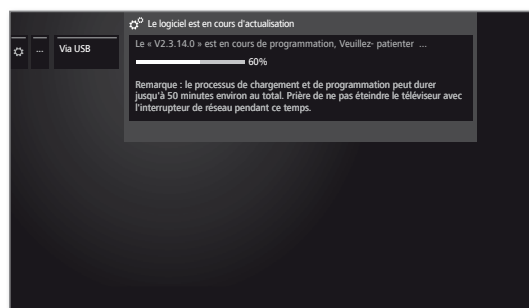 Le logiciel est en cours d'actualisation
... Via USB
Le « V2.3.14.0 » est en cours de programmation, Veuillez- patienter ...
60%
Remarque : le processus de chargement et de programmation peut durer
jusqu'à 50 minutes environ au total. Prière de ne pas éteindre le téléviseur avec
l'interrupteur de réseau pendant ce temps.